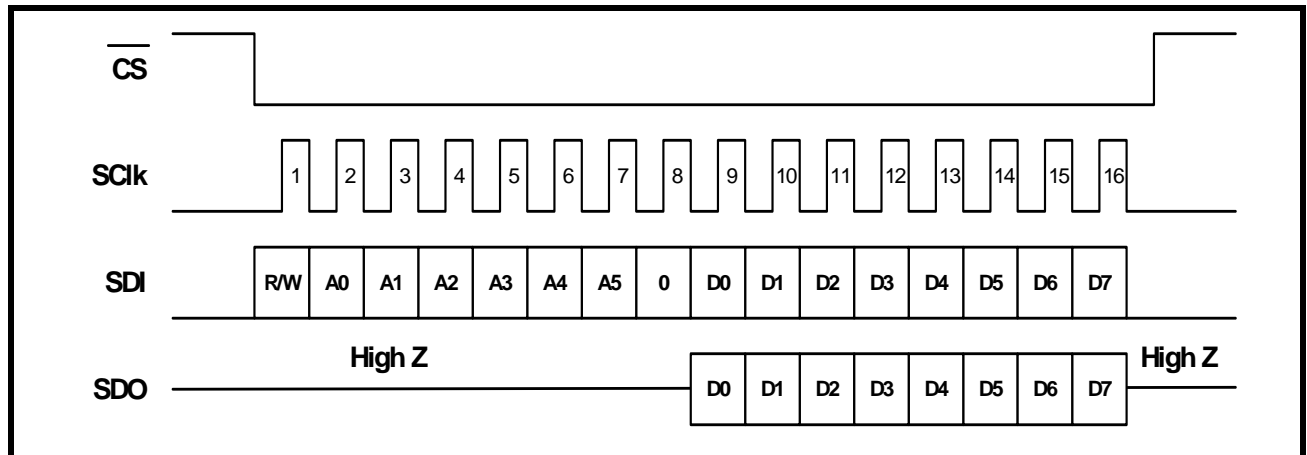 CS
SClk 1 2 3 4 5 6 7 8 9 10 11 12 13 14 15 16
SDI R/W A0 A1 A2 A3 A4 A5 0 D0 D1 D2 D3 D4 D5 D6 D7
High Z High Z
SDO D0 D1 D2 D3 D4 D5 D6 D7